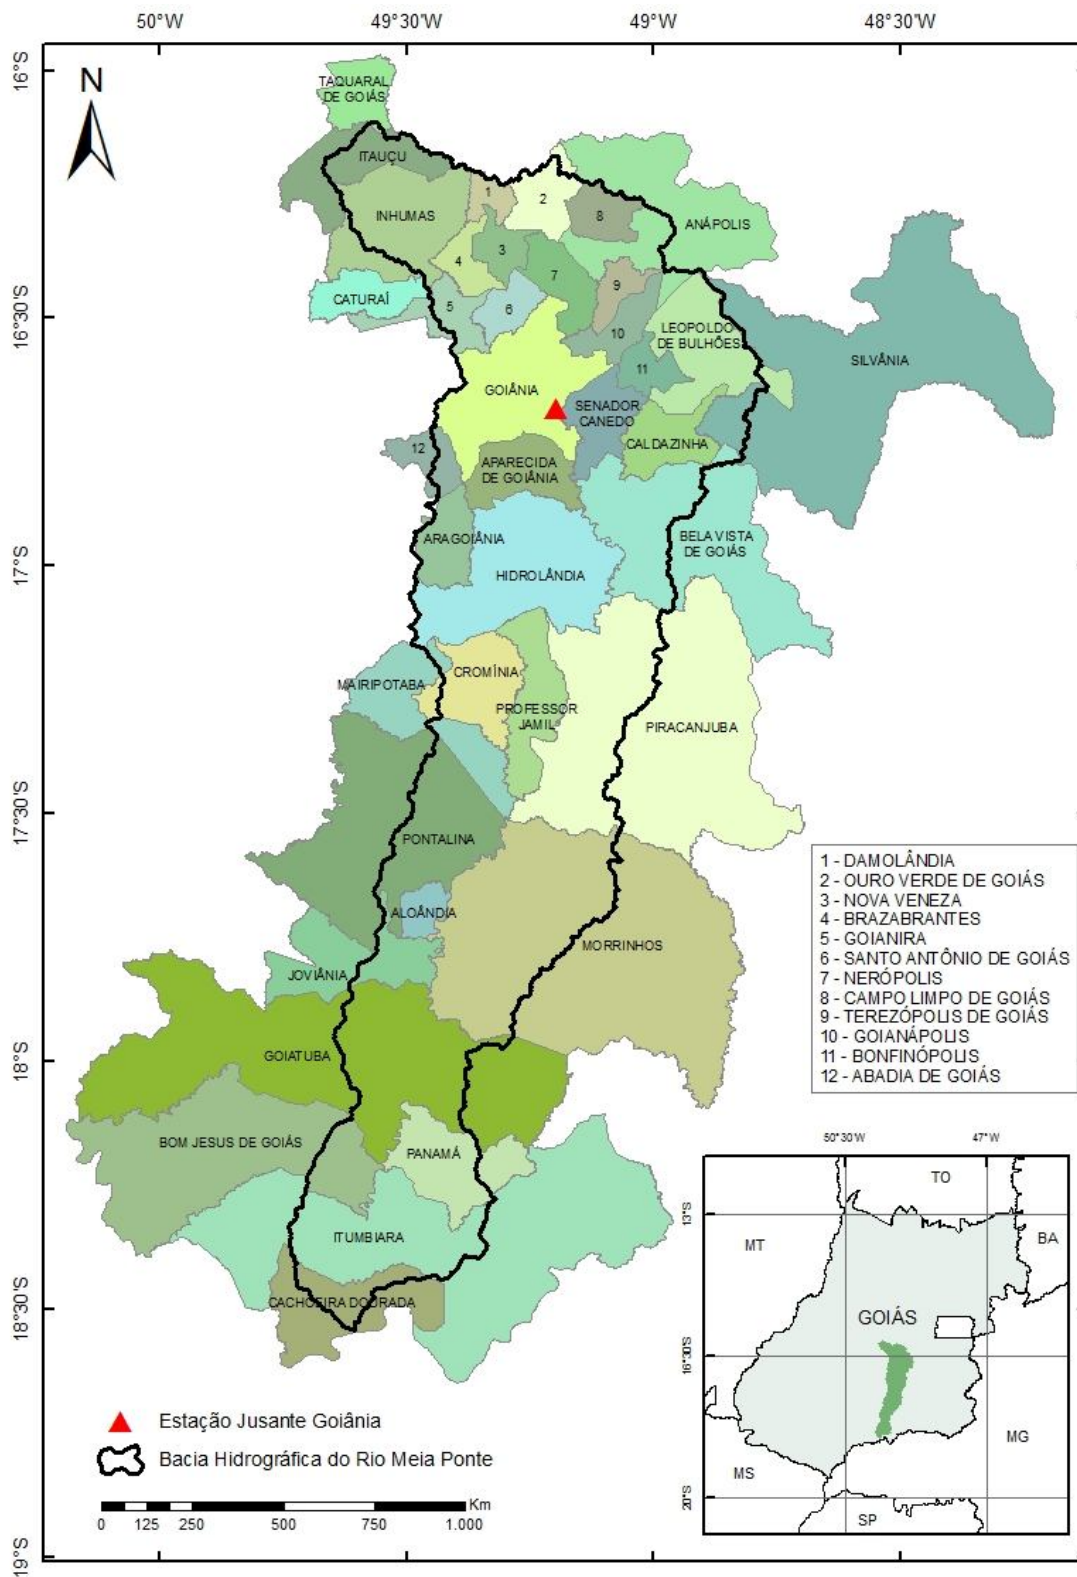 50°W 49°30'W 49°W 48°30'W
16°S
16°30'S
17°S
17°30'S
18°S
18°30'S
19°S
N
TAQUARAL
DE GOIÁS
ITAUÇU
INHUMAS
1
2
8
ANÁPOLIS
3
4
7
9
CATURAÍ
5
6
10
LEOPOLDO
DE BULHÕES
SILVÂNIA
11
GOIÂNIA
SENADOR
CANEDO
CALDAZINHA
12
APARECIDA
DE GOIÂNIA
ARAGOIÂNIA
BELA VISTA
DE GOIÁS
HIDROLÂNDIA
MAIRIPOTABA
CROMÍNIA
PROFESSOR
JAMIL
PIRACANJUBA
PONTALINA
ALOÂNDIA
MORRINHOS
JOVIÂNIA
GOIATUBA
BOM JESUS DE GOIÁS
PANAMÁ
ITUMBIARA
CACHOEIRA DOURADA
1 - DAMOLÂNDIA
2 - OURO VERDE DE GOIÁS
3 - NOVA VENEZA
4 - BRAZABRANTES
5 - GOIANIRA
6 - SANTO ANTÔNIO DE GOIÁS
7 - NERÓPOLIS
8 - CAMPO LIMPO DE GOIÁS
9 - TEREZÓPOLIS DE GOIÁS
10 - GOIANÁPOLIS
11 - BONFINÓPOLIS
12 - ABADIA DE GOIÁS
50°30'W 47°W
13°S
16°30'S
20°S
TO
MT
BA
GOIÁS
MG
MS
SP
Estação Jusante Goiânia
Bacia Hidrográfica do Rio Meia Ponte
Km
0 125 250 500 750 1.000